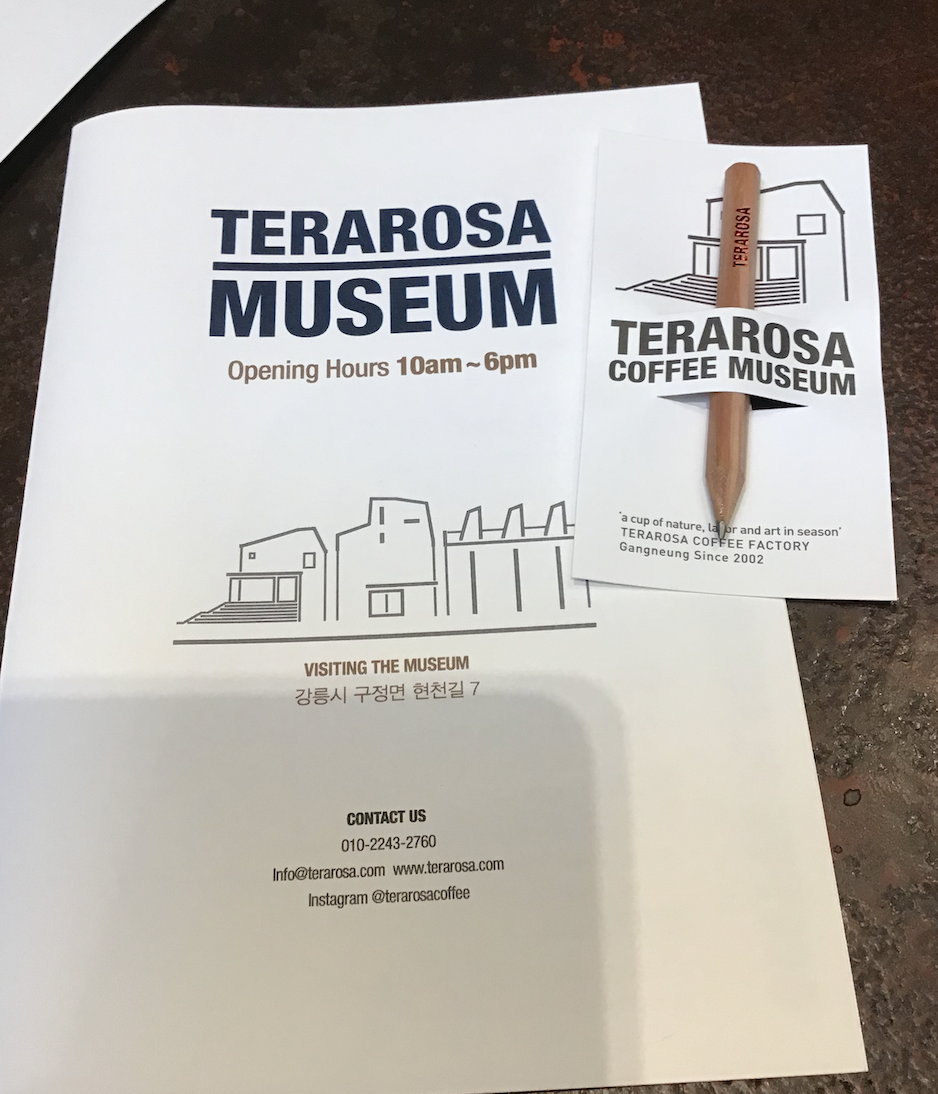 TERAROSA
MUSEUM
Opening Hours 10am~6pm
VISITING THE MUSEUM
강릉시 구정면 현천길 7
CONTACT US
010-2243-2760
Info@terarosa.com www.terarosa.com
Instagram @terarosacoffee
TERAROSA
TERAROSA
COFFEE MUSEUM
'a cup of nature, labor and art in season'
TERAROSA COFFEE FACTORY
Gangneung Since 2002